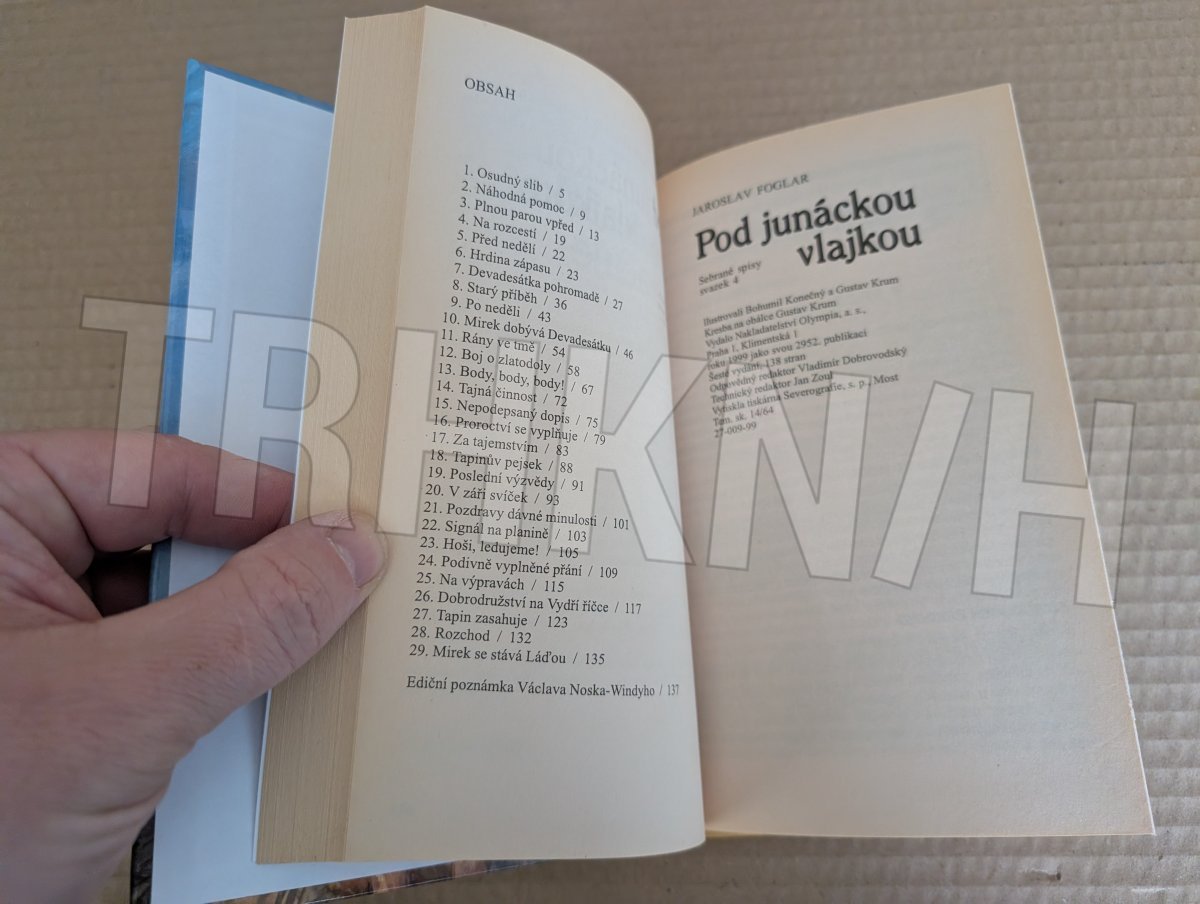 OBSAH
1. Osudný slib / 5
2. Náhodná pomoc / 9
3. Plnou parou vpřed / 13
4. Na rozcestí / 19
5. Před nedělí / 22
6. Hrdina zápasu / 23
7. Devadesátka pohromadě / 27
8. Starý příběh / 36
9. Po neděli / 43
10. Mirek dobývá Devadesátku / 46
11. Rány ve tmě / 54
12. Boj o zlatodoly / 58
13. Body, body, body! / 67
14. Tajná činnost / 72
15. Nepodepsaný dopis / 75
16. Proroctví se vyplňuje / 79
17. Za tajemstvím / 83
18. Tapinův pejsek / 88
19. Poslední výzvědy / 91
20. V záři svíček / 93
21. Pozdravy dávné minulosti / 101
22. Signál na planině / 103
23. Hoši, ledujeme! / 105
24. Podivně vyplněné přání / 109
25. Na výpravách / 115
26. Dobrodružství na Vydří říčce / 117
27. Tapin zasahuje / 123
28. Rozchod / 132
29. Mirek se stává Láďou / 135
Ediční poznámka Václava Noska-Windyho / 137
JAROSLAV FOGLAR
Pod junáckou
vlajkou
Sebrané spisy
svazek 4
Ilustrovali Bohumil Konečný a Gustav Krum
Kresba na obálce Gustav Krum
Vydalo Nakladatelství Olympia, a. s.,
Praha 1, Klimentská 1
roku 1999 jako svou 2952. publikaci
Šesté vydání, 138 stran
Odpovědný redaktor Vladimír Dobrovodský
Technický redaktor Jan Zoul
Vytiskla tiskárna Severografie, s. p., Most
Tem. sk. 14/64
27-009-99
TRHKNI/H